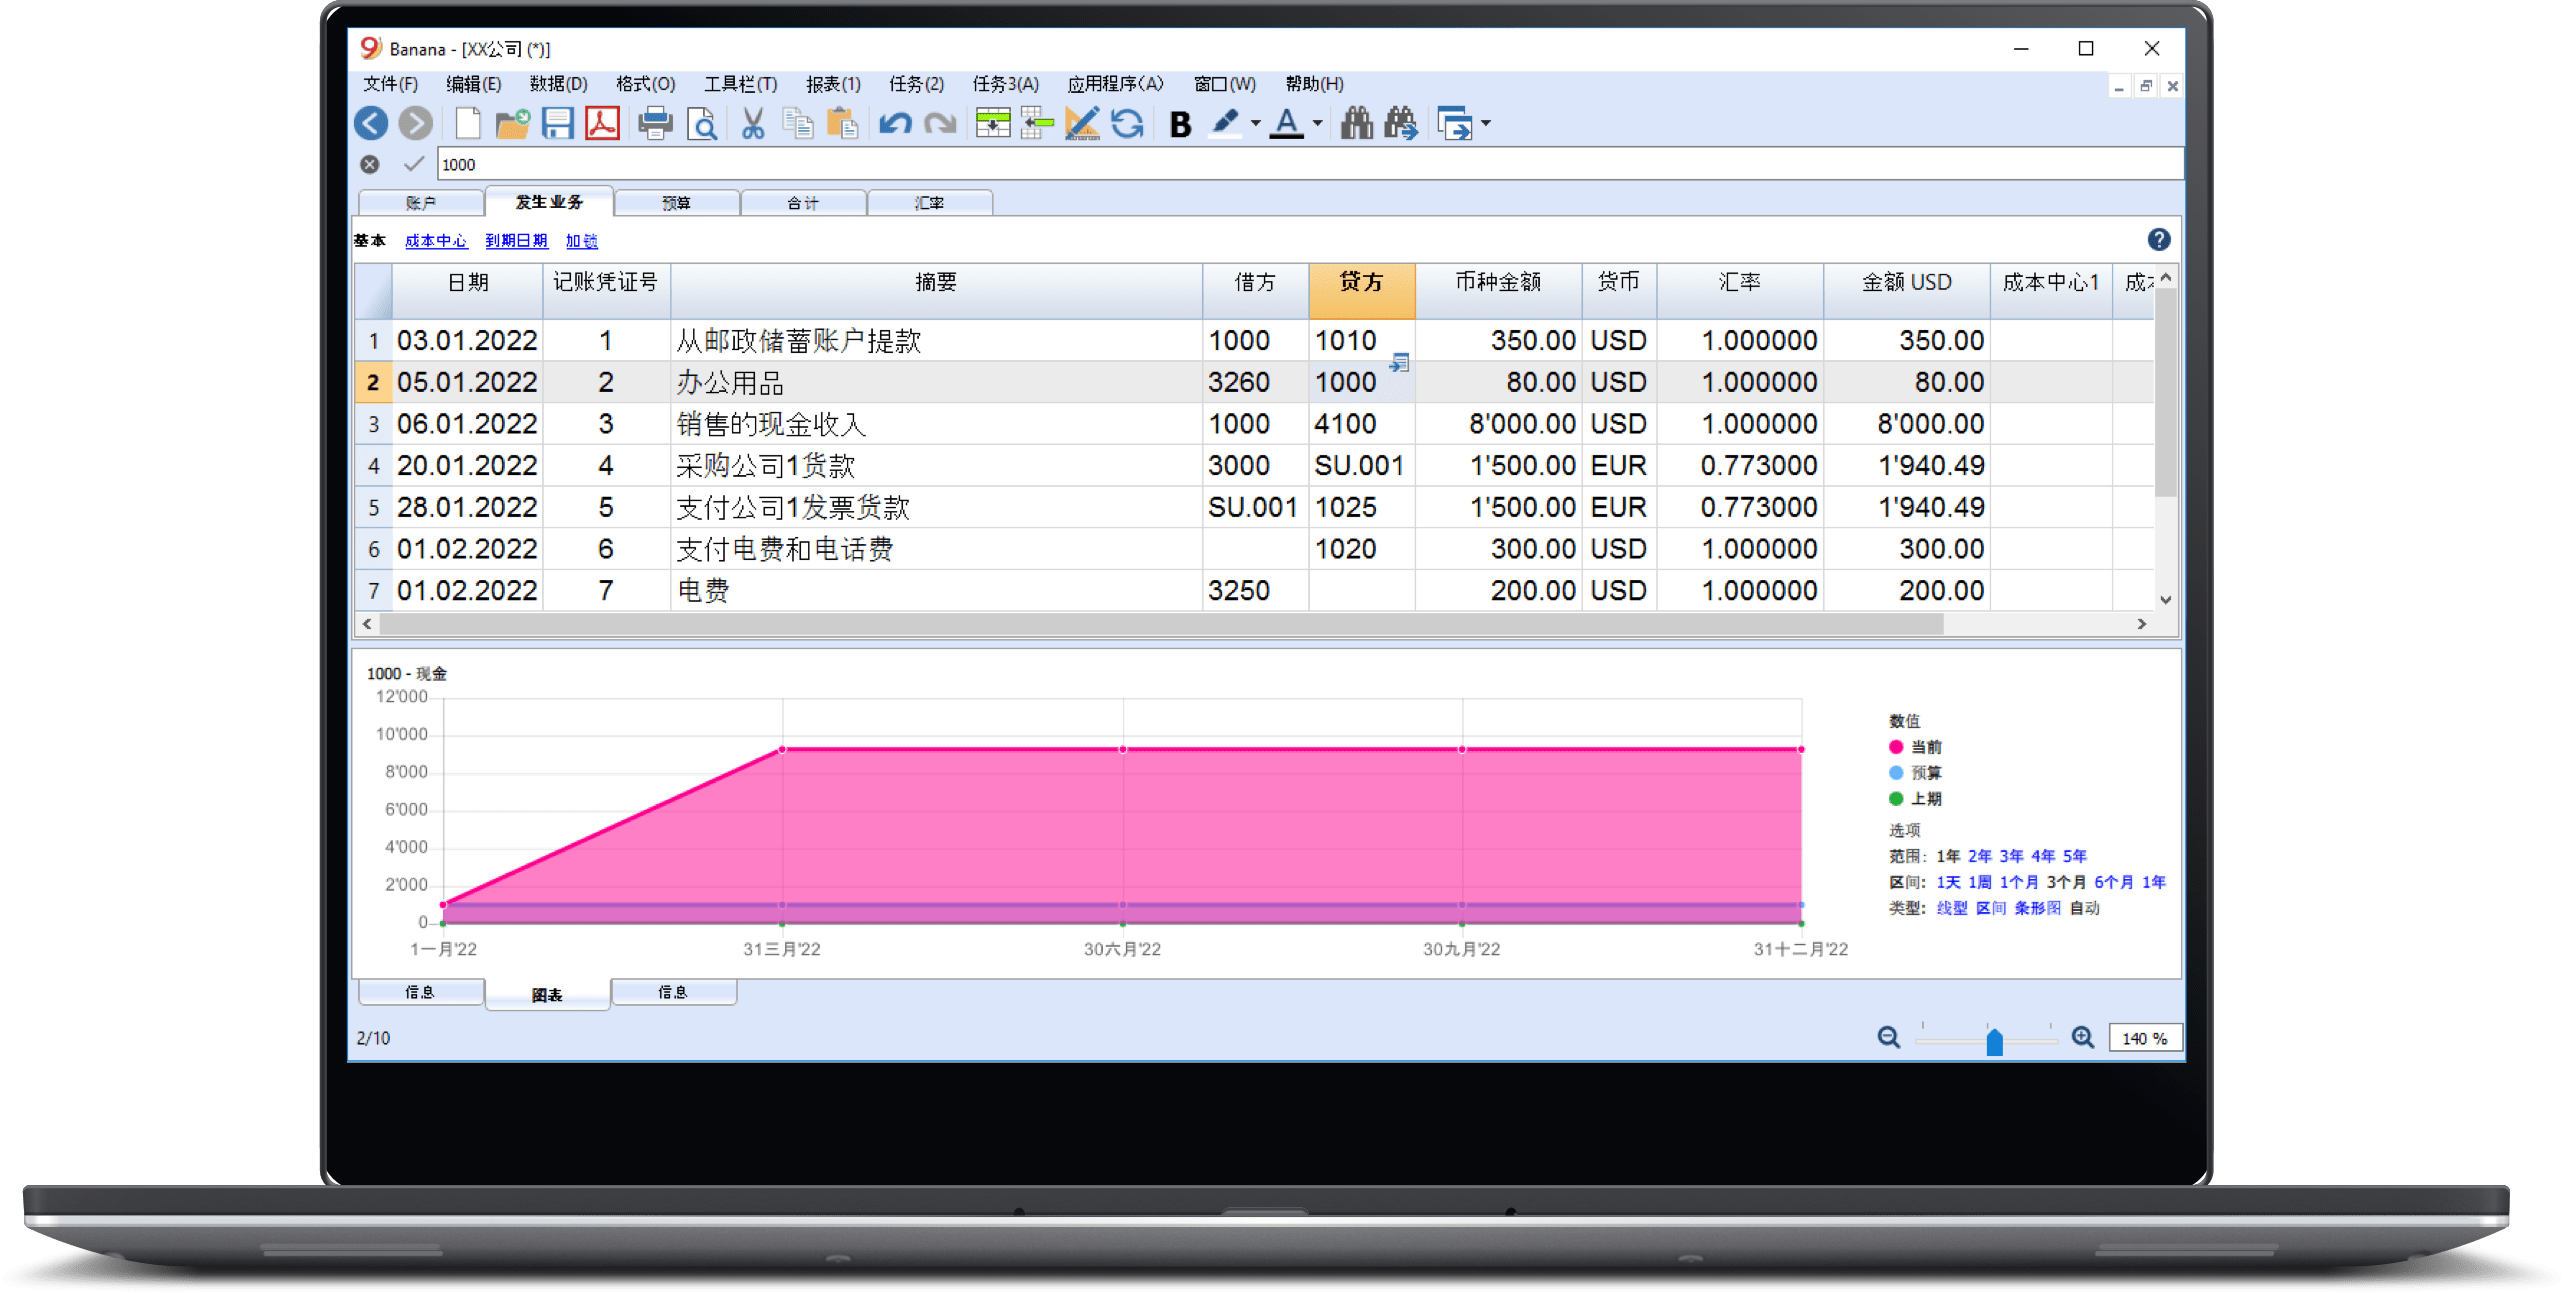 Banana - [XX公司 (*)]
文件(F) 编辑(E) 数据(D) 格式(O) 工具栏(T) 报表(1) 任务(2) 任务3(A) 应用程序(A) 窗口(W) 帮助(H)
B A
1000
账户 发生业务 预算 合计 汇率
基本 成本中心 到期日期 加锁 ?
日期 记账凭证号 摘要 借方 贷方 币种金额 货币 汇率 金额 USD 成本中心1
1 03.01.2022 1 从邮政储蓄账户提款 1000 1010 350.00 USD 1.000000 350.00
2 05.01.2022 2 办公用品 3260 1000 80.00 USD 1.000000 80.00
3 06.01.2022 3 销售的现金收入 1000 4100 8'000.00 USD 1.000000 8'000.00
4 20.01.2022 4 采购公司1货款 3000 SU.001 1'500.00 EUR 0.773000 1'940.49
5 28.01.2022 5 支付公司1发票货款 SU.001 1025 1'500.00 EUR 0.773000 1'940.49
6 01.02.2022 6 支付电费和电话费 1020 300.00 USD 1.000000 300.00
7 01.02.2022 7 电费 3250 200.00 USD 1.000000 200.00
1000 - 现金
12'000
10'000
8'000
6'000
4'000
2'000
0
1一月'22 31三月'22 30六月'22 30九月'22 31十二月'22
数值
当前
预算
上期
选项
范围: 1年 2年 3年 4年 5年
区间: 1天 1周 1个月 3个月 6个月 1年
类型: 线型 区间 条形图 自动
信息 图表 信息
2/10
140 %